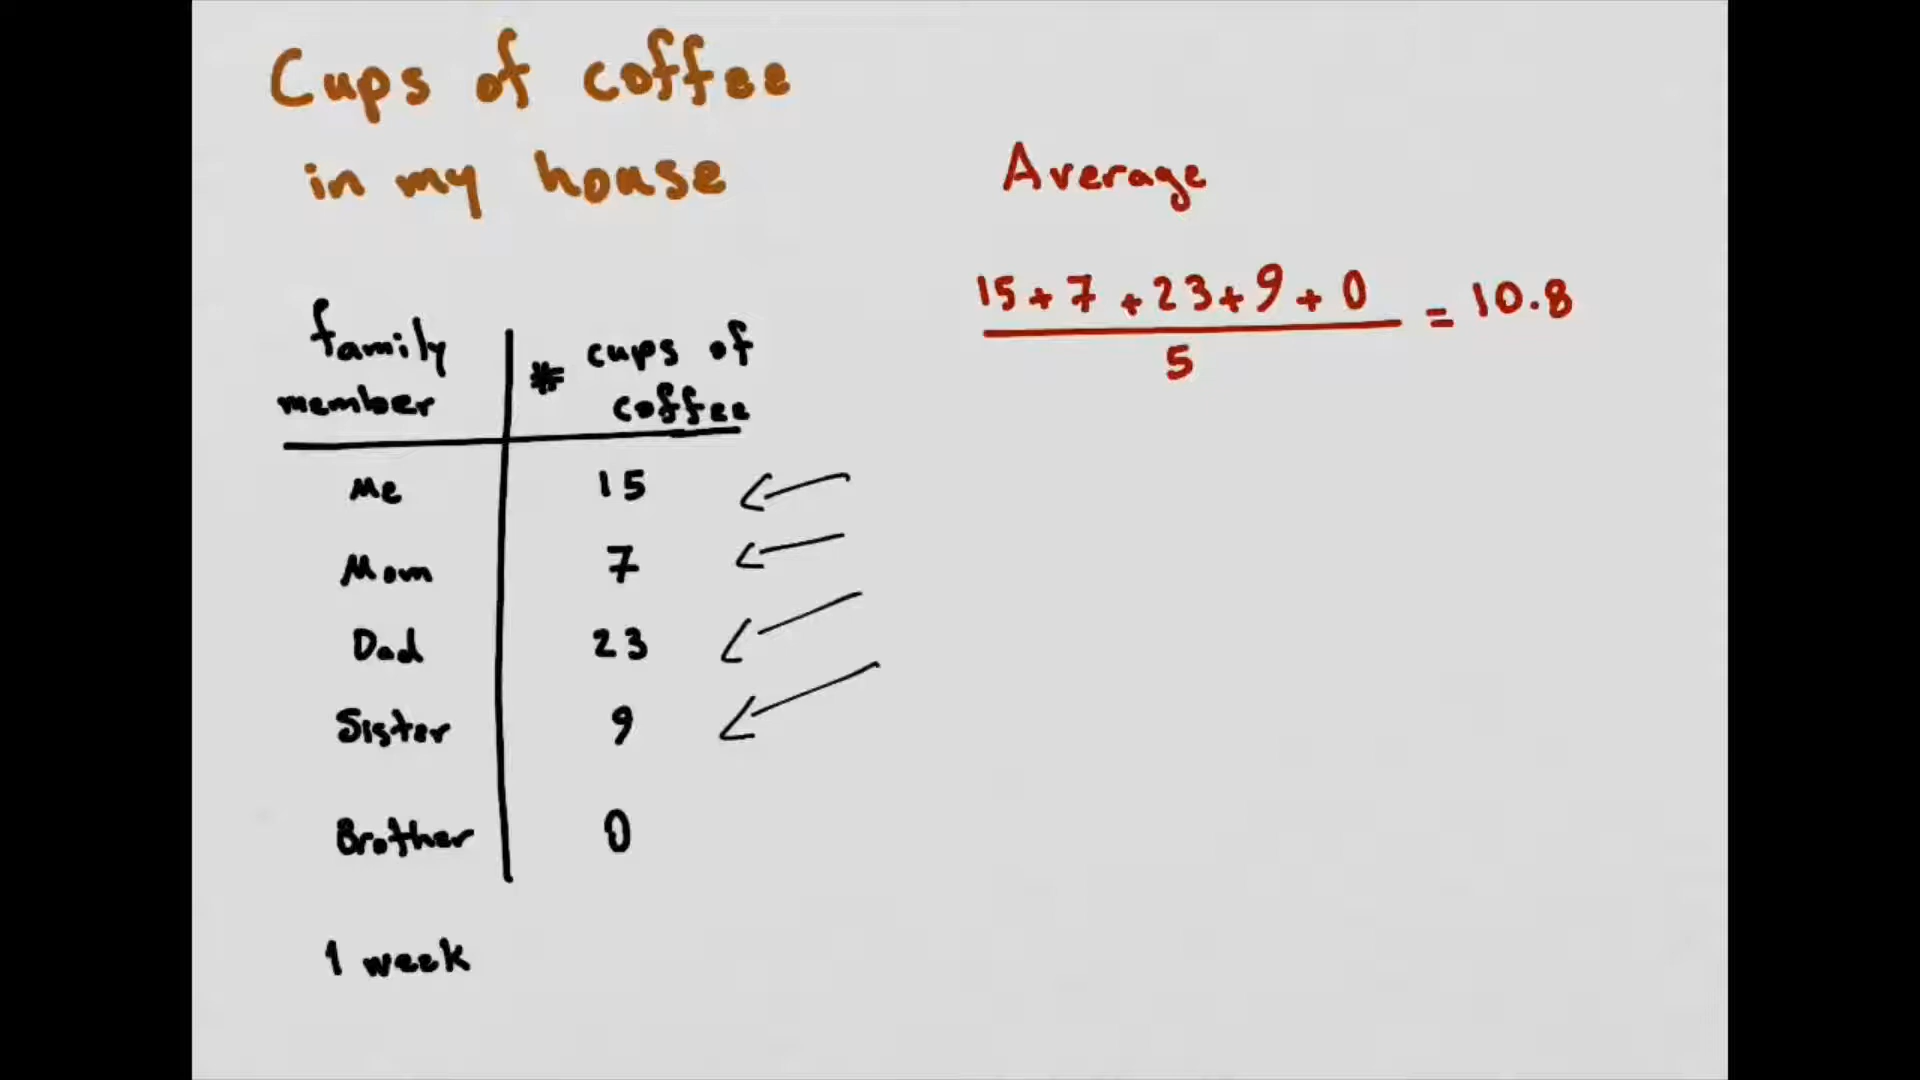 Cups of coffee
in my house
Average
15+7+23+9+0
5
= 10.8
family member
# cups of coffee
Me 15
Mom 7
Dad 23
Sister 9
Brother 0
1 week